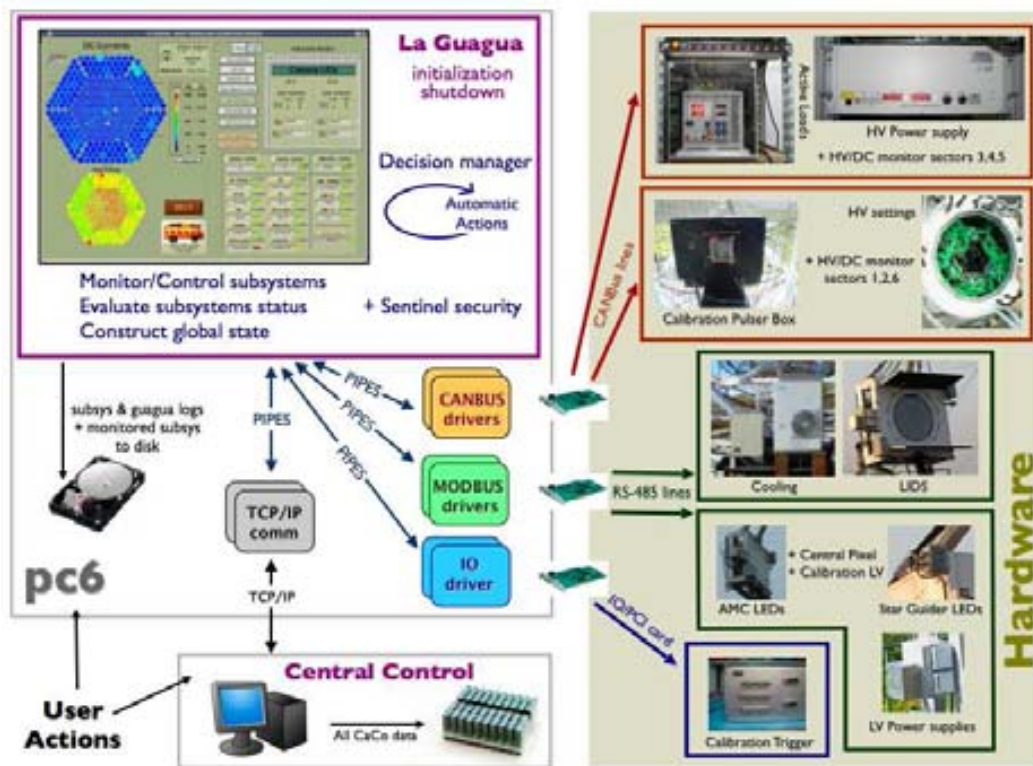 La Guagua
initialization
shutdown
Decision manager
Automatic
Actions
Monitor/Control subsystems
Evaluate subsystems status
Construct global state
+ Sentinel security
subsys & guagua logs
+ monitored subsys
to disk
pc6
PIPES
PIPES
PIPES
PIPES
CANBUS
drivers
MODBUS
drivers
IO
driver
TCP/IP
comm
TCP/IP
User
Actions
Central Control
All CaCo data
CANBus lines
RS-485 lines
IO/PCI card
Active Loads
HV Power supply
+ HV/DC monitor sectors 3,4,5
HV settings
+ HV/DC monitor
sectors 1,2,6
Calibration Pulser Box
Cooling
LIDS
+ Central Pixel
+ Calibration LV
AMC LEDs
Star Guider LEDs
LV Power supplies
Calibration Trigger
Hardware